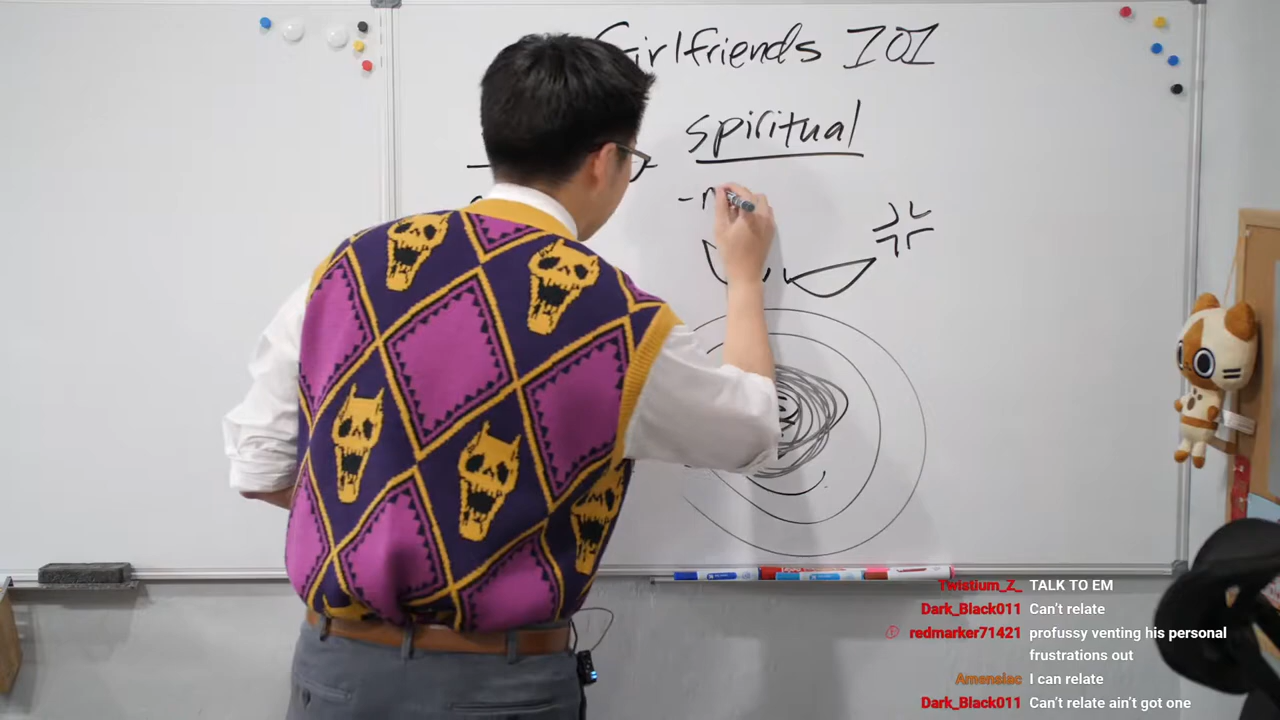 Girlfriends 101
spiritual
Twistium_Z_ TALK TO EM
Dark_Black011 Can't relate
redmarker71421 profussy venting his personal
frustrations out
Amensiac I can relate
Dark_Black011 Can't relate ain't got one